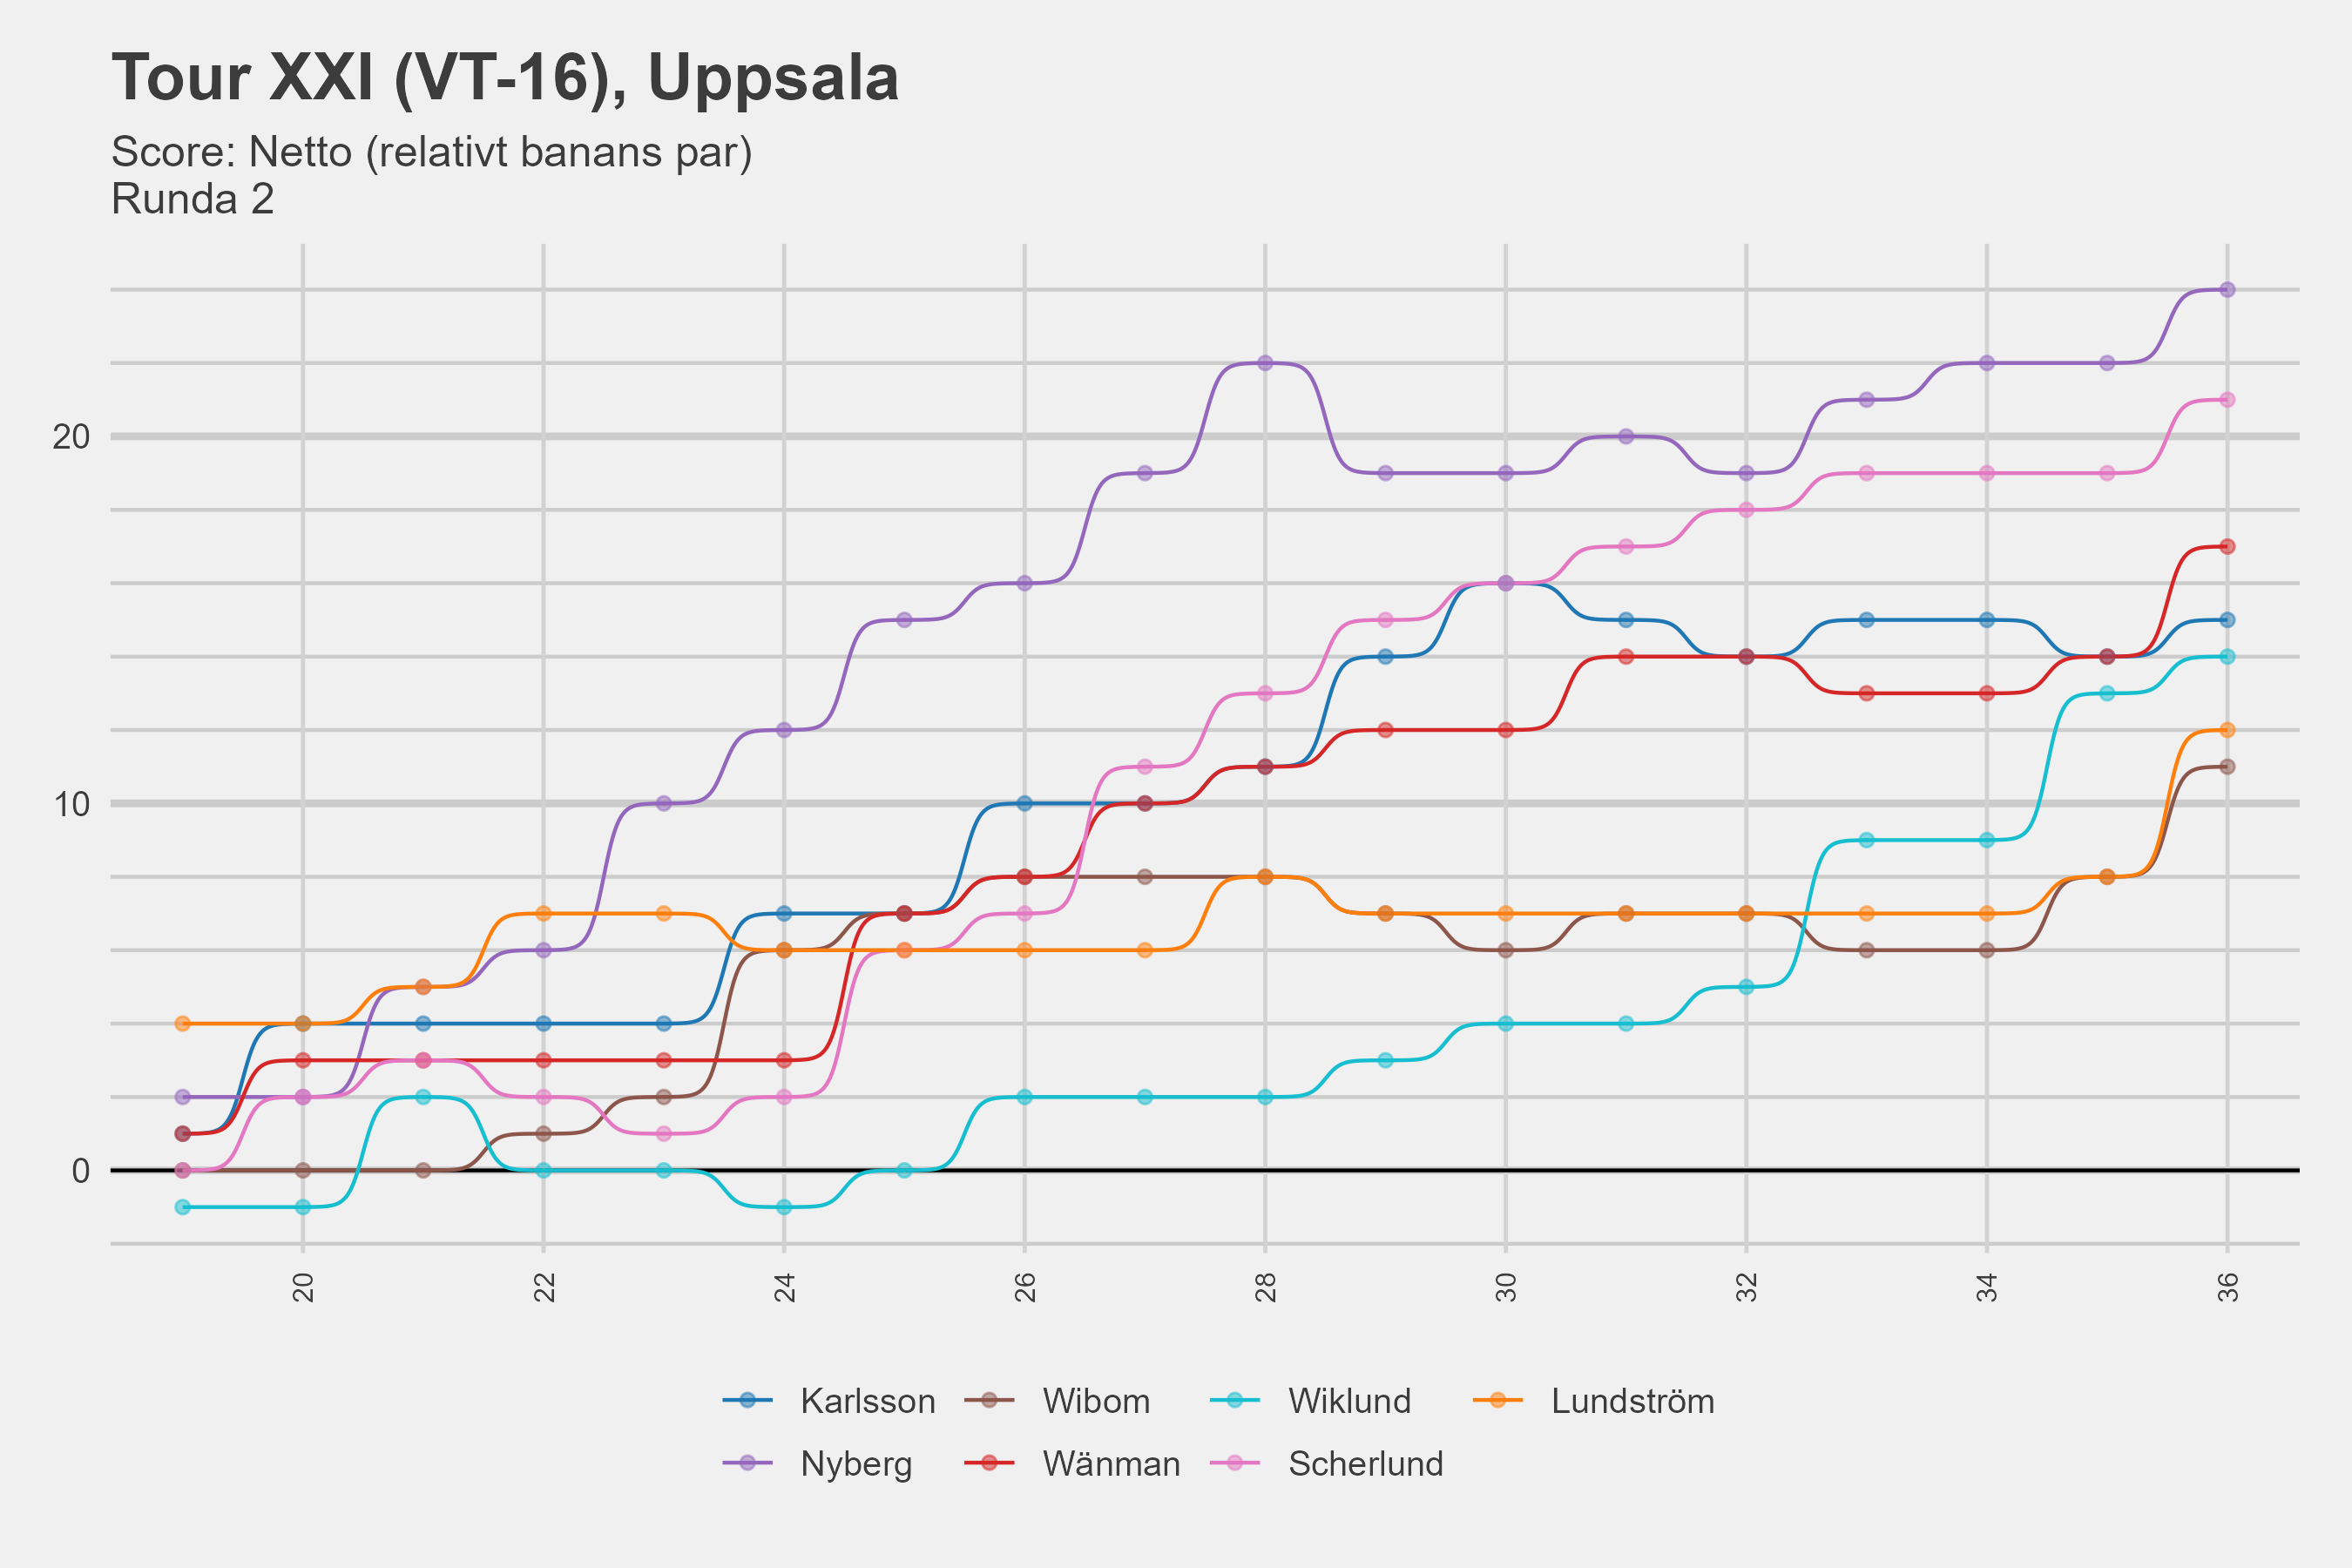 Tour XXI (VT-16), Uppsala
Score: Netto (relativt banans par)
Runda 2
20
10
0
20 22 24 26 28 30 32 34 36
Karlsson Wibom Wiklund Lundström
Nyberg Wänman Scherlund